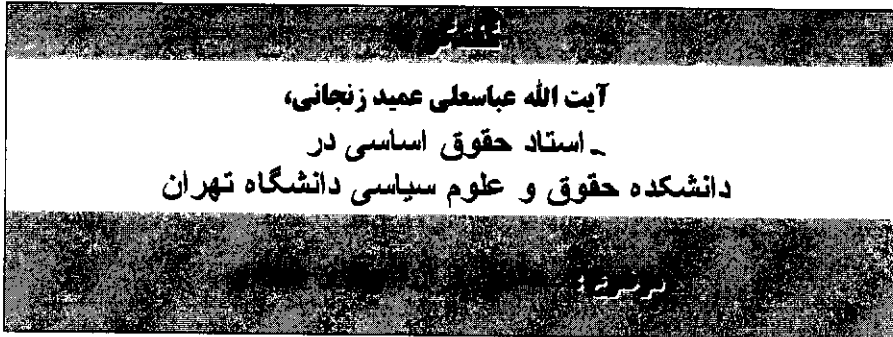 آیت الله عباسعلی عمید زنجانی،
ـ استاد حقوق اساسی در
دانشکده حقوق و علوم سیاسی دانشگاه تهران